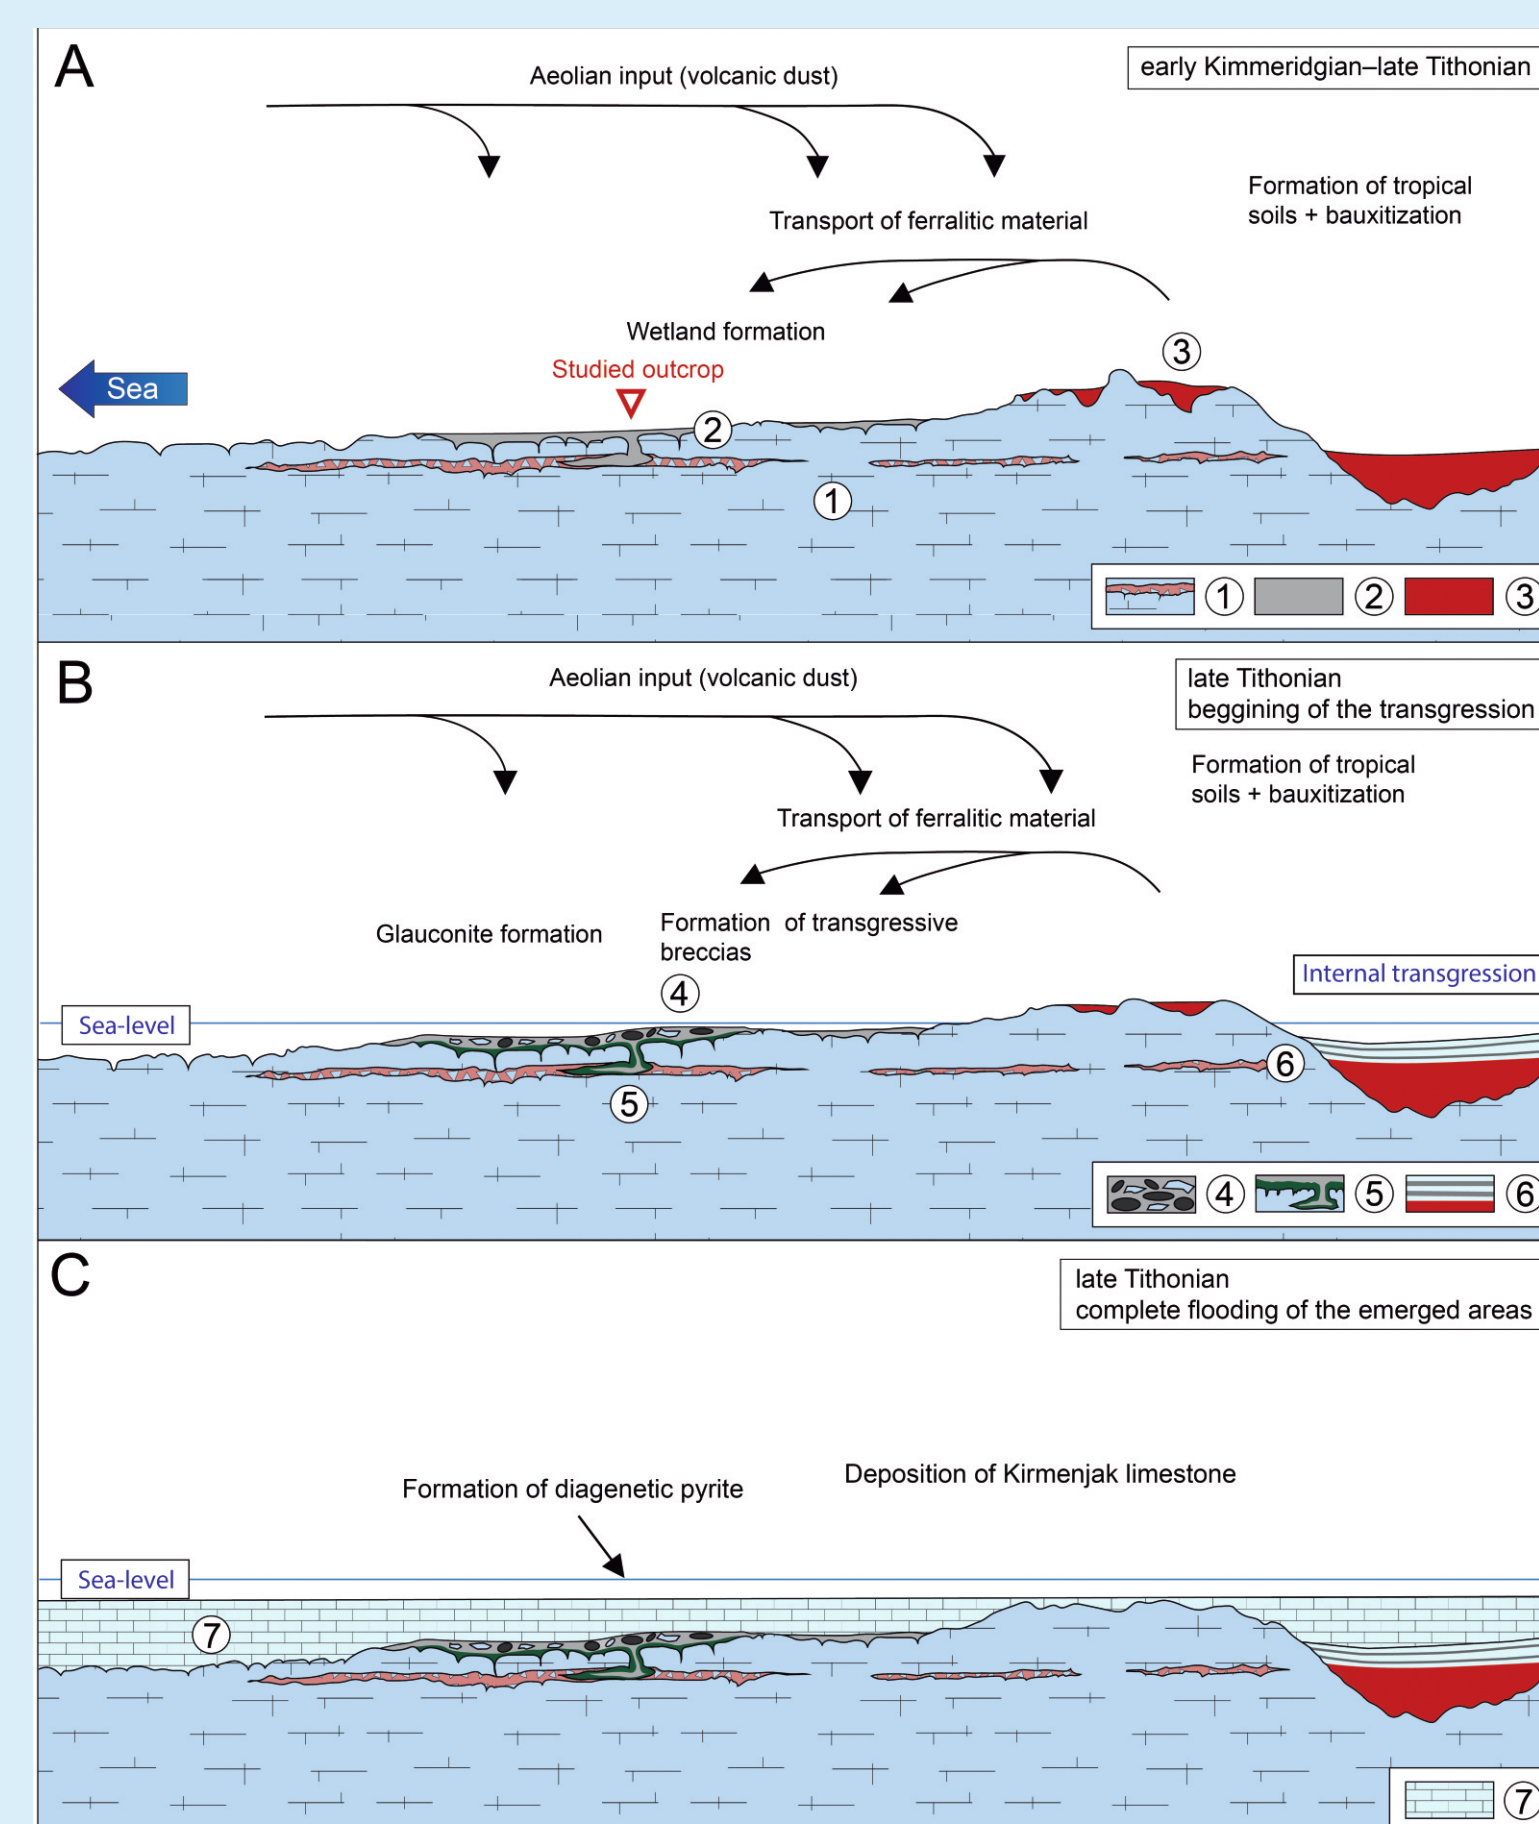 A
Aeolian input (volcanic dust)
early Kimmeridgian–late Tithonian
Formation of tropical
soils + bauxitization
Transport of ferralitic material
Wetland formation
Studied outcrop
Sea
3
2
1
1
2
3
B
Aeolian input (volcanic dust)
late Tithonian
beggining of the transgression
Formation of tropical
soils + bauxitization
Transport of ferralitic material
Glauconite formation
Formation of transgressive
breccias
Internal transgression
4
Sea-level
6
5
4
5
6
C
late Tithonian
complete flooding of the emerged areas
Formation of diagenetic pyrite
Deposition of Kirmenjak limestone
Sea-level
7
7